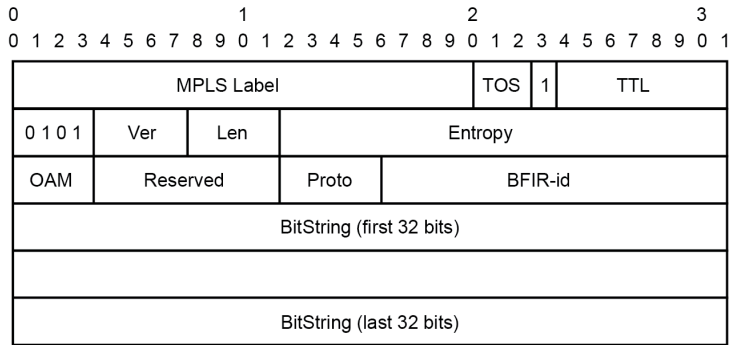 0 1 2 3
0 1 2 3 4 5 6 7 8 9 0 1 2 3 4 5 6 7 8 9 0 1 2 3 4 5 6 7 8 9 0 1
MPLS Label TOS 1 TTL
0 1 0 1 Ver Len Entropy
OAM Reserved Proto BFIR-id
BitString (first 32 bits)
BitString (last 32 bits)